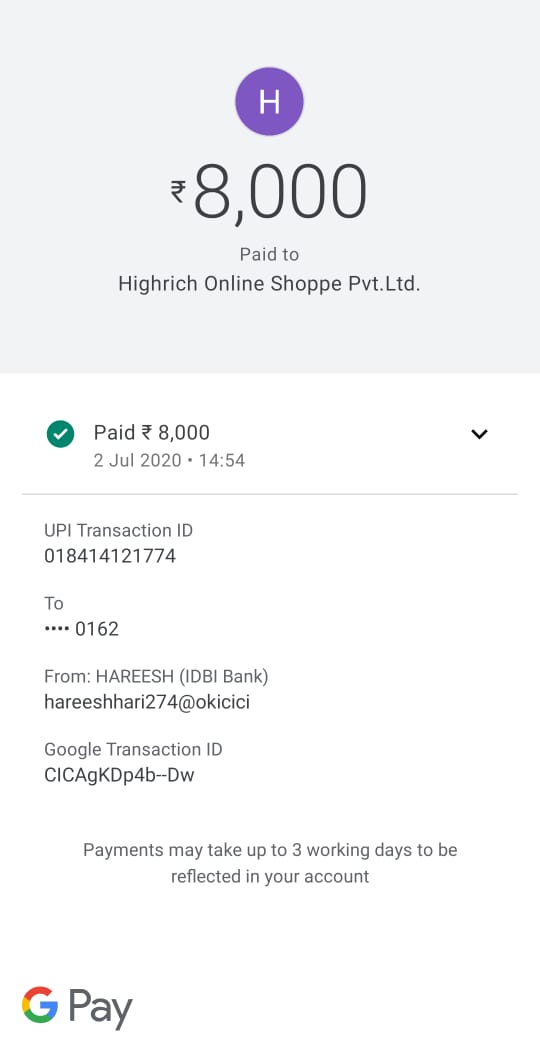 H
₹8,000
Paid to
Highrich Online Shoppe Pvt.Ltd.
Paid ₹ 8,000
2 Jul 2020 • 14:54
UPI Transaction ID
018414121774
To
•••• 0162
From: HAREESH (IDBI Bank)
hareeshhari274@okicici
Google Transaction ID
CICAgKDp4b--Dw
Payments may take up to 3 working days to be
reflected in your account
G Pay